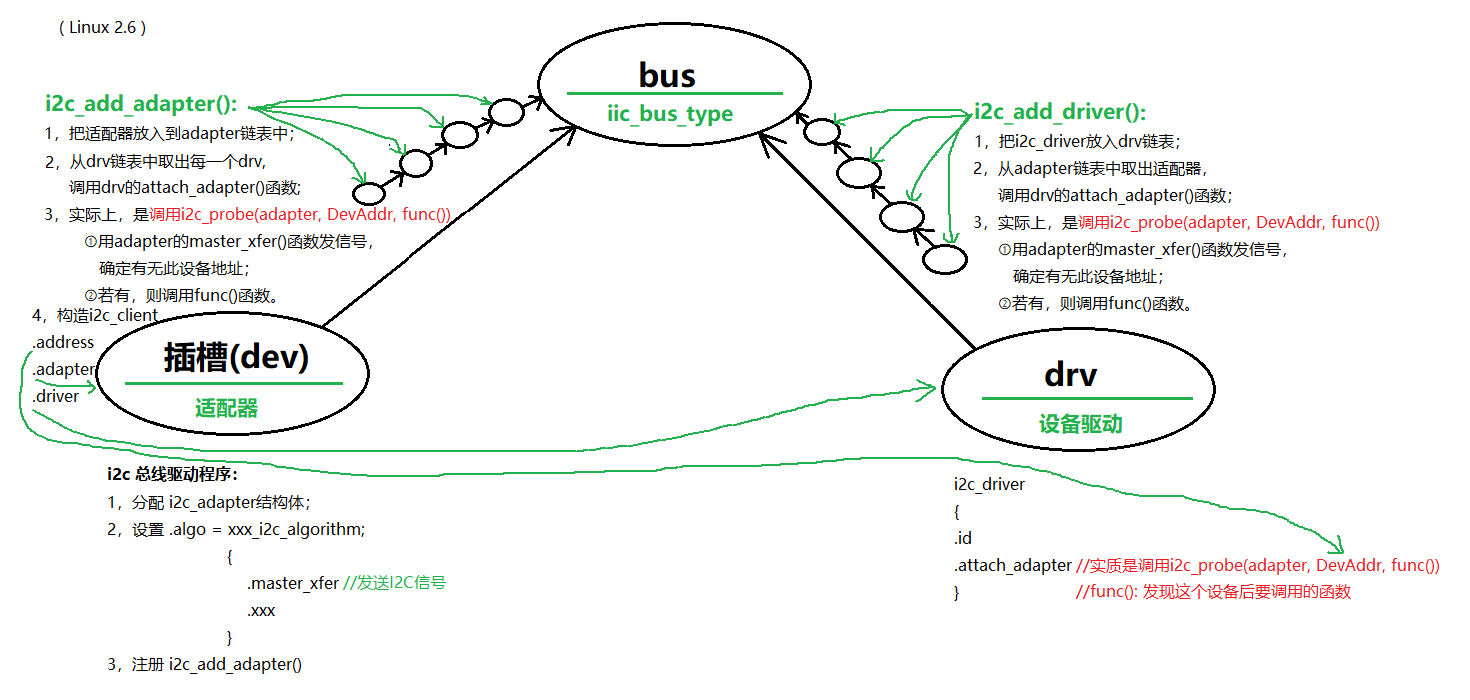 ( Linux 2.6 )
bus
iic_bus_type
i2c_add_adapter():
1，把适配器放入到adapter链表中；
2，从drv链表中取出每一个drv,
调用drv的attach_adapter()函数;
3，实际上，是调用i2c_probe(adapter, DevAddr, func())
①用adapter的master_xfer()函数发信号，
确定有无此设备地址；
②若有，则调用func()函数。
4，构造i2c_client
.address
.adapter
.driver
插槽(dev)
适配器
i2c_add_driver():
1，把i2c_driver放入drv链表；
2，从adapter链表中取出适配器，
调用drv的attach_adapter()函数；
3，实际上，是调用i2c_probe(adapter, DevAddr, func())
①用adapter的master_xfer()函数发信号，
确定有无此设备地址；
②若有，则调用func()函数。
drv
设备驱动
i2c 总线驱动程序：
1，分配 i2c_adapter结构体；
2，设置 .algo = xxx_i2c_algorithm;
{
.master_xfer //发送I2C信号
.xxx
}
3，注册 i2c_add_adapter()
i2c_driver
{
.id
.attach_adapter //实质是调用i2c_probe(adapter, DevAddr, func())
} //func(): 发现这个设备后要调用的函数